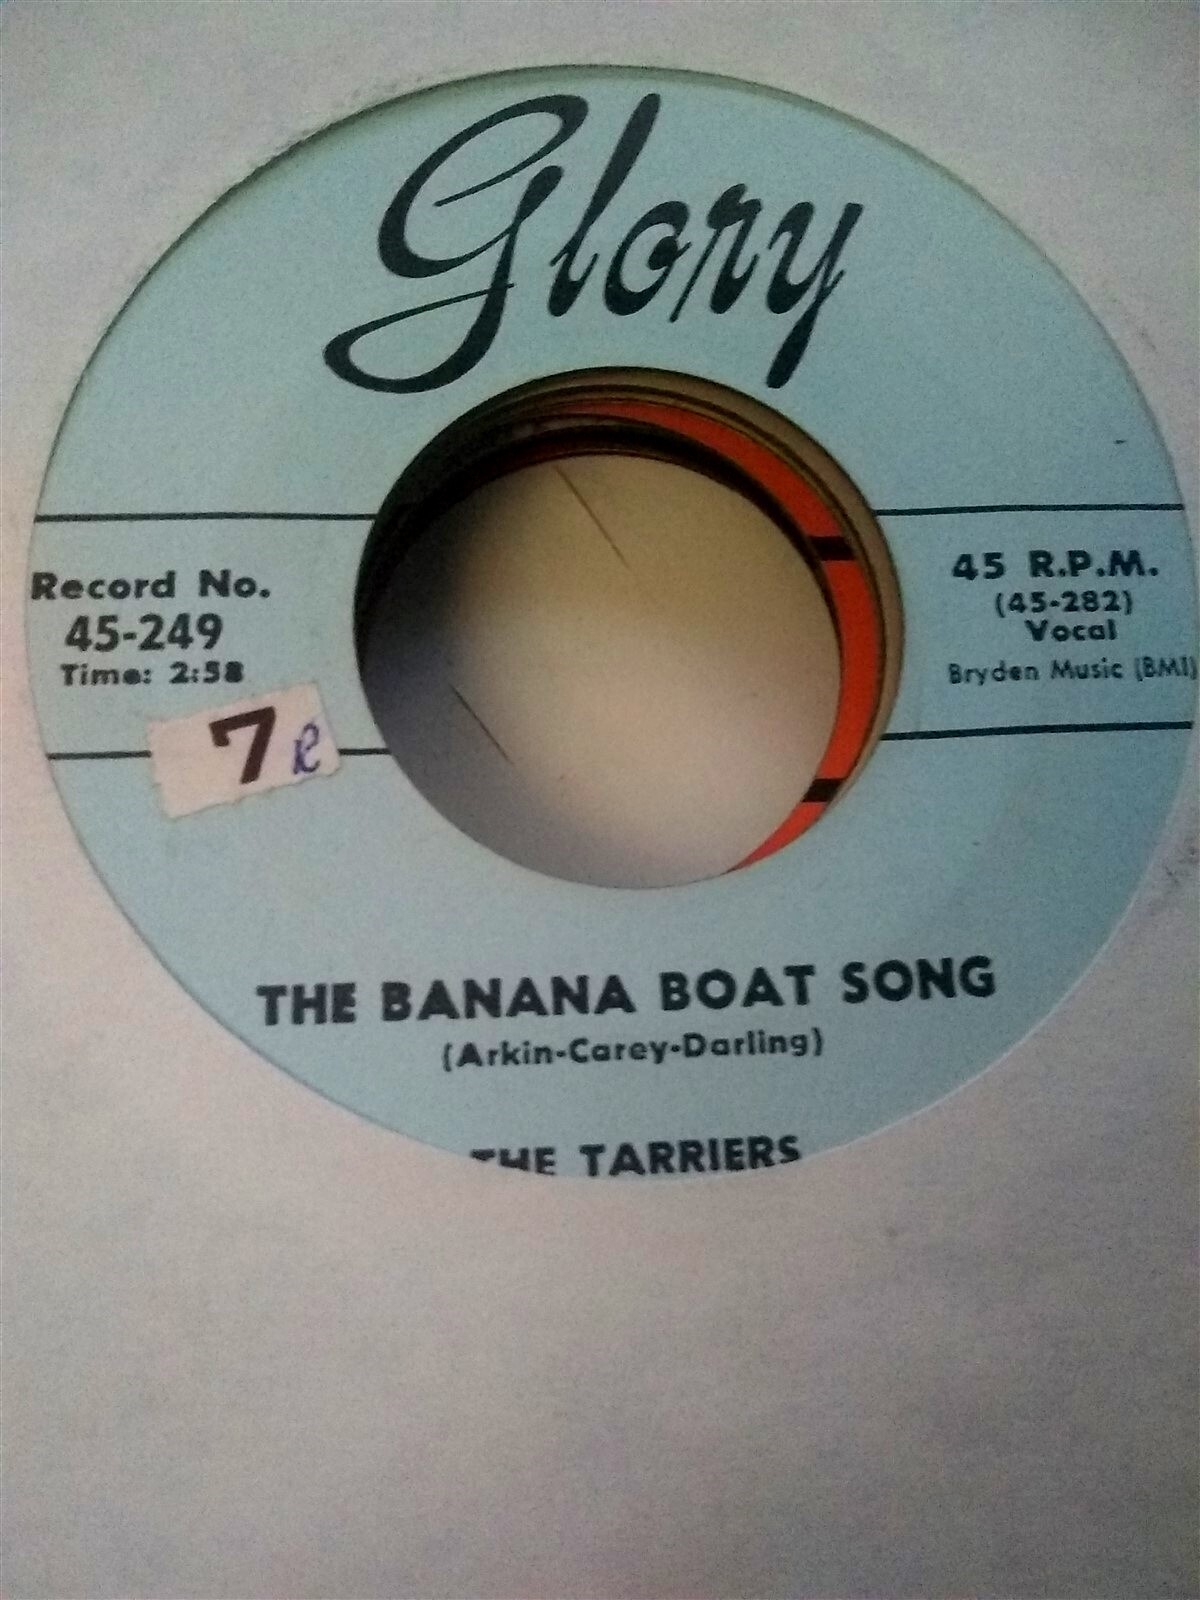 Glory
Record No.
45-249
Time: 2:58
7 R
45 R.P.M.
(45-282)
Vocal
Bryden Music (BMI)
THE BANANA BOAT SONG
(Arkin-Carey-Darling)
THE TARRIERS